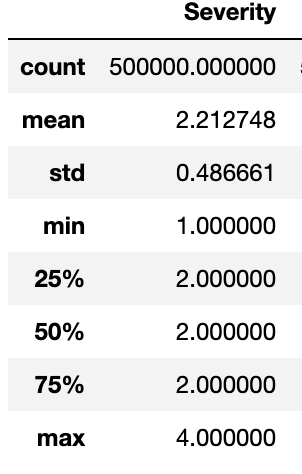 Severity
count 500000.000000
mean 2.212748
std 0.486661
min 1.000000
25% 2.000000
50% 2.000000
75% 2.000000
max 4.000000